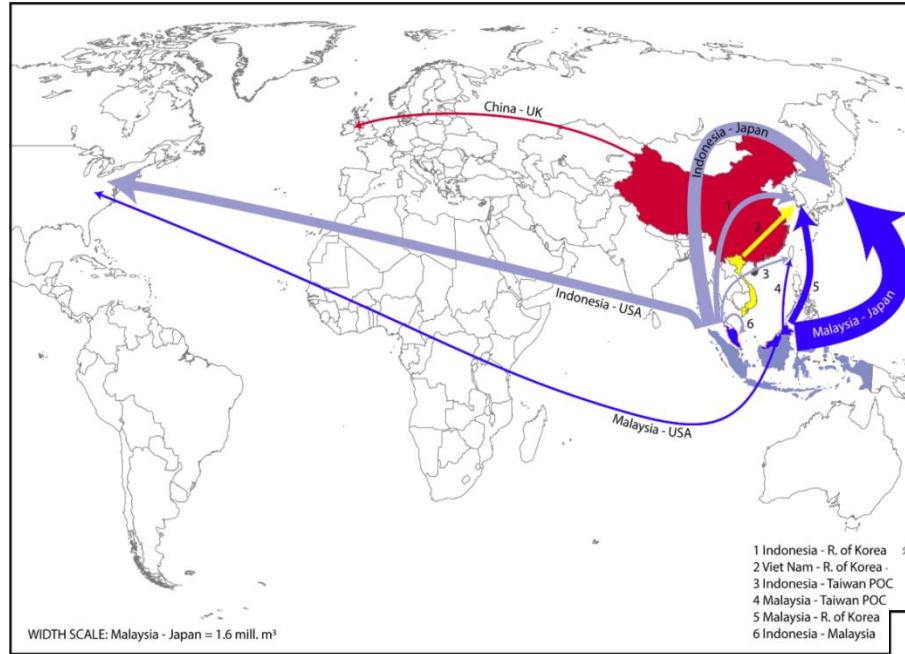 China - UK
Indonesia - Japan
1
2
Indonesia - USA
3
4
5
6
Malaysia - Japan
Malaysia - USA
1 Indonesia - R. of Korea
2 Viet Nam - R. of Korea -
3 Indonesia - Taiwan POC
4 Malaysia - Taiwan POC
5 Malaysia - R. of Korea
6 Indonesia - Malaysia
WIDTH SCALE: Malaysia - Japan = 1.6 mill. m³